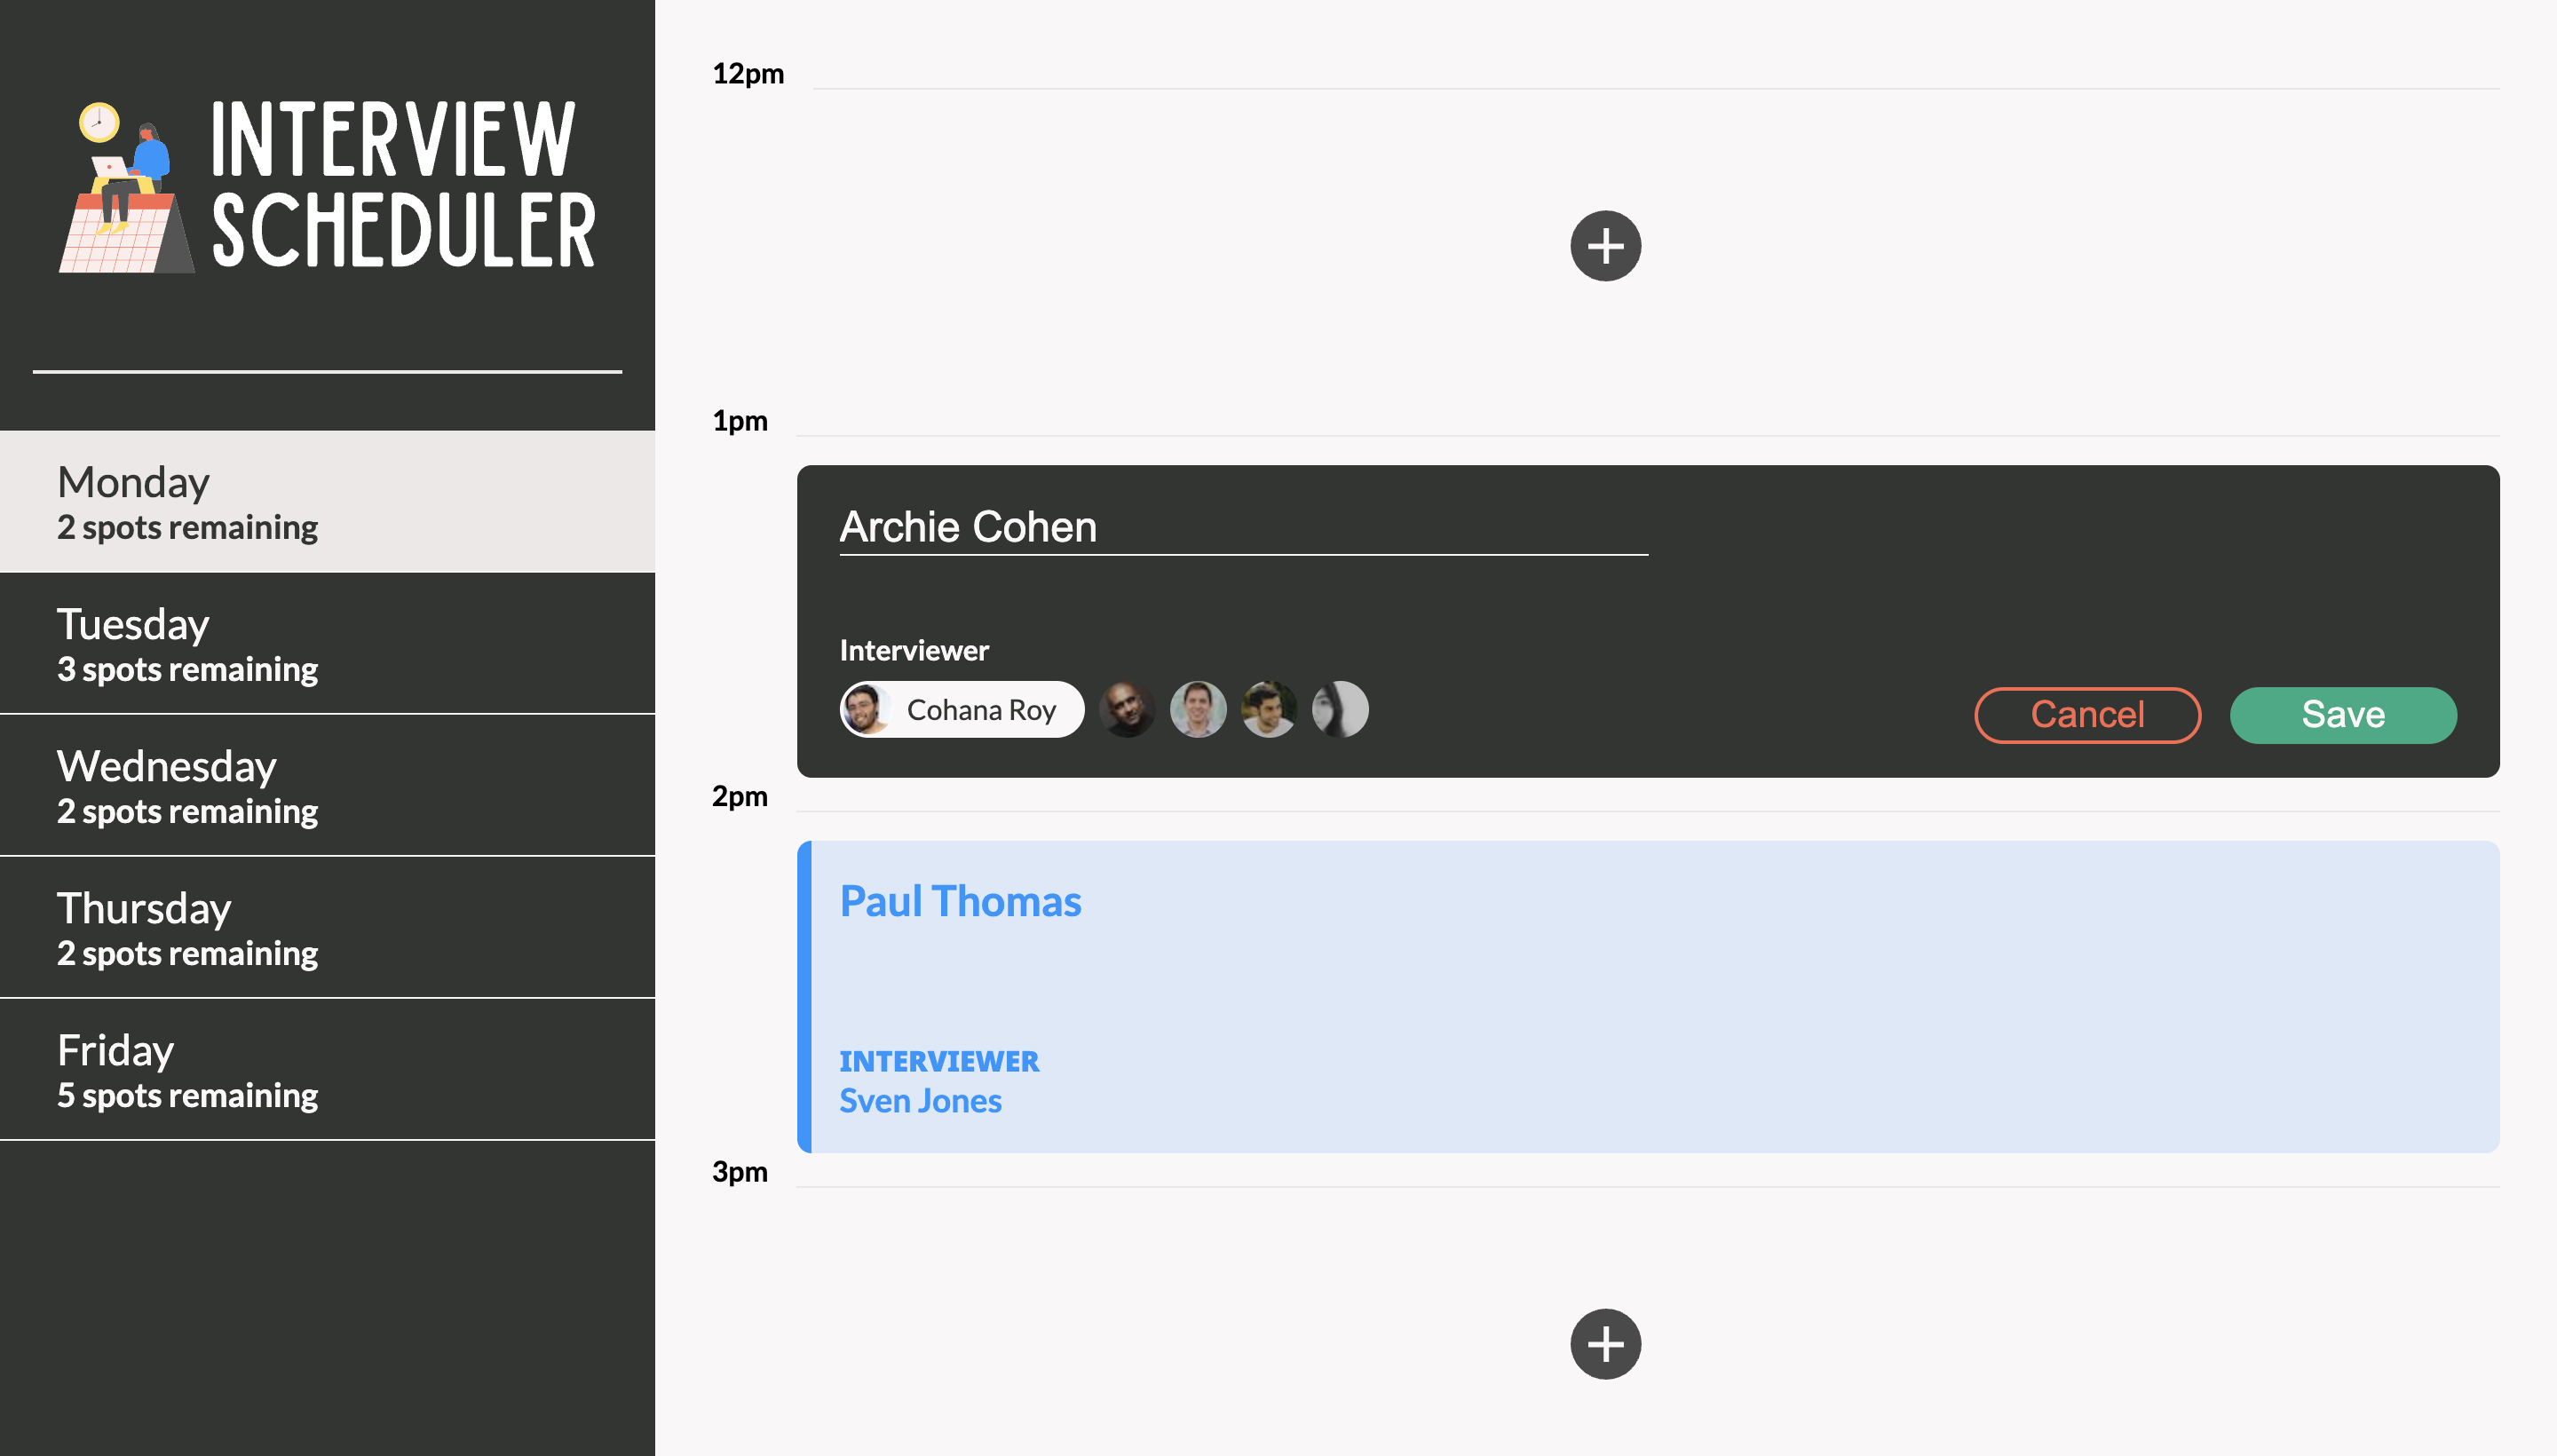 INTERVIEW
SCHEDULER
Monday
2 spots remaining
Tuesday
3 spots remaining
Wednesday
2 spots remaining
Thursday
2 spots remaining
Friday
5 spots remaining
12pm
1pm
Archie Cohen
Interviewer
Cohana Roy
Cancel
Save
2pm
Paul Thomas
INTERVIEWER
Sven Jones
3pm